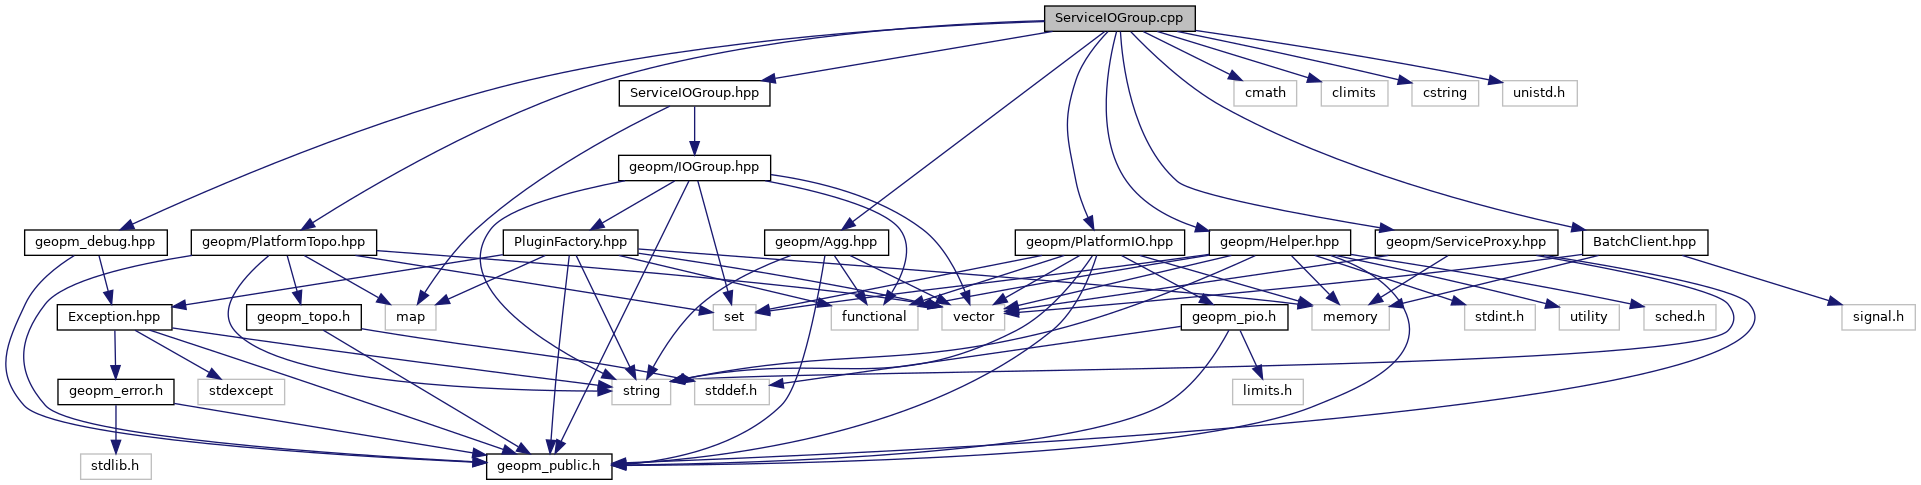 ServiceIOGroup.cpp
ServiceIOGroup.hpp
cmath
climits
cstring
unistd.h
geopm/IOGroup.hpp
geopm_debug.hpp
geopm/PlatformTopo.hpp
PluginFactory.hpp
geopm/Agg.hpp
geopm/PlatformIO.hpp
geopm/Helper.hpp
geopm/ServiceProxy.hpp
BatchClient.hpp
Exception.hpp
geopm_topo.h
map
set
functional
vector
geopm_pio.h
memory
stdint.h
utility
sched.h
signal.h
geopm_error.h
stdexcept
string
stddef.h
limits.h
stdlib.h
geopm_public.h